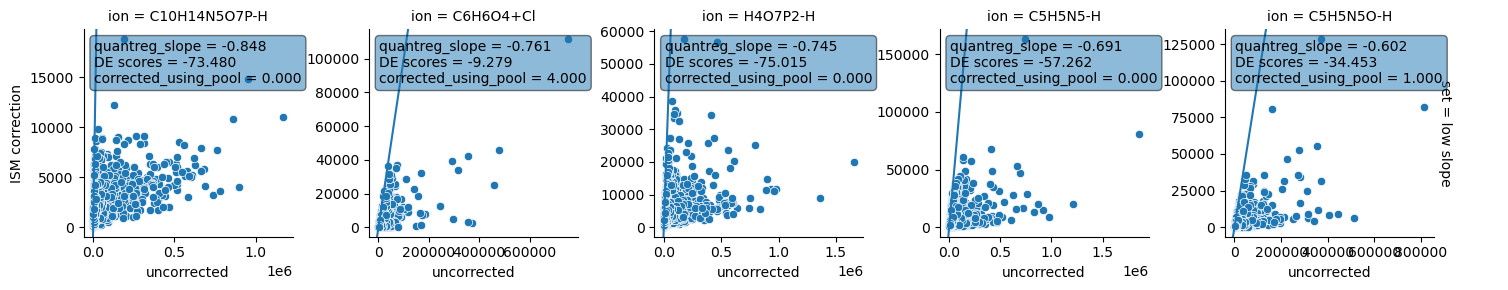 ion = C10H14N5O7P-H
quantreg_slope = -0.848
DE scores = -73.480
corrected_using_pool = 0.000
15000
10000
5000
0
ISM correction
0.0
0.5
1.0
1e6
uncorrected
ion = C6H6O4+Cl
quantreg_slope = -0.761
DE scores = -9.279
corrected_using_pool = 4.000
100000
80000
60000
40000
20000
0
0
200000
400000
600000
uncorrected
ion = H4O7P2-H
quantreg_slope = -0.745
DE scores = -75.015
corrected_using_pool = 0.000
60000
50000
40000
30000
20000
10000
0
0.0
0.5
1.0
1.5
1e6
uncorrected
ion = C5H5N5-H
quantreg_slope = -0.691
DE scores = -57.262
corrected_using_pool = 0.000
150000
100000
50000
0
0.0
0.5
1.0
1.5
1e6
uncorrected
ion = C5H5N5O-H
quantreg_slope = -0.602
DE scores = -34.453
corrected_using_pool = 1.000
125000
100000
75000
50000
25000
0
0
200000
400000
600000
800000
uncorrected
set = low slope